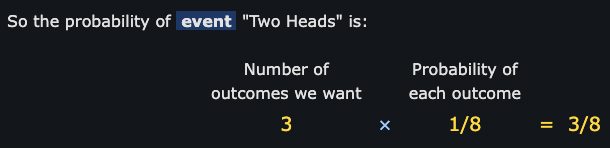 So the probability of event "Two Heads" is:
Number of outcomes we want
Probability of each outcome
3 × 1/8 = 3/8